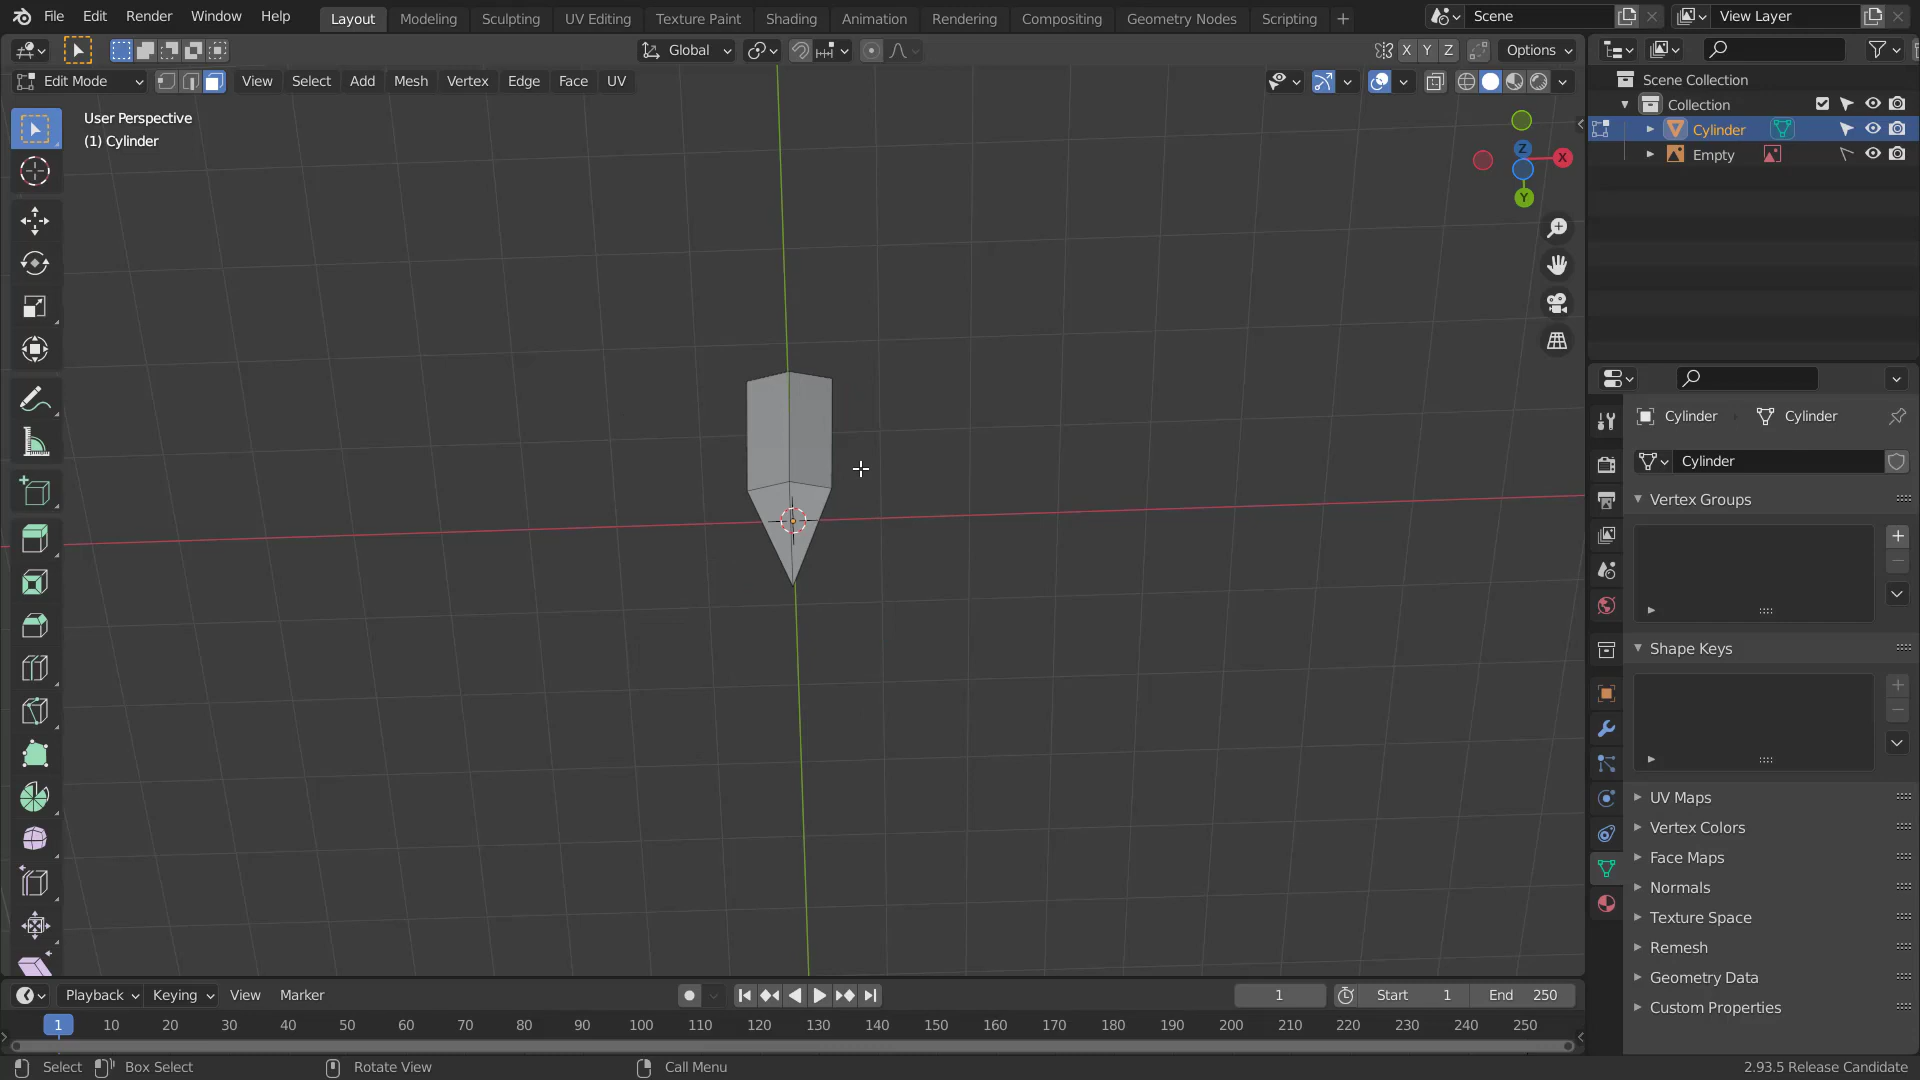 File Edit Render Window Help Layout Modeling Sculpting UV Editing Texture Paint Shading Animation Rendering Compositing Geometry Nodes Scripting + Scene View Layer
Global X Y Z Options
Edit Mode View Select Add Mesh Vertex Edge Face UV
User Perspective
(1) Cylinder
Z
X
Y
Scene Collection
Collection
Cylinder
Empty
Cylinder Cylinder
Cylinder
Vertex Groups
Shape Keys
UV Maps
Vertex Colors
Face Maps
Normals
Texture Space
Remesh
Geometry Data
Custom Properties
Playback Keying View Marker 1 Start 1 End 250
1 10 20 30 40 50 60 70 80 90 100 110 120 130 140 150 160 170 180 190 200 210 220 230 240 250
Select Box Select Rotate View Call Menu 2.93.5 Release Candidate